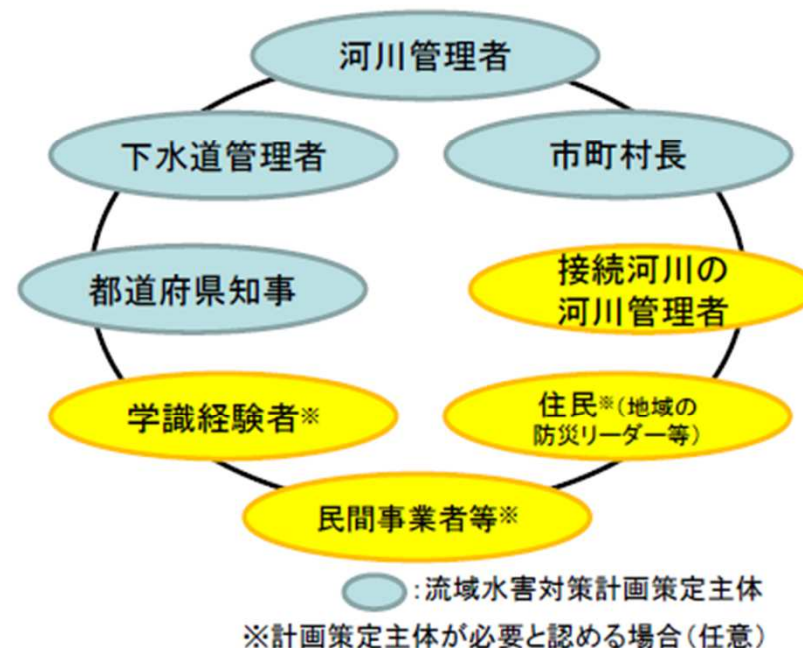 河川管理者
下水道管理者
市町村長
都道府県知事
接続河川の
河川管理者
学識経験者※
住民※(地域の
防災リーダー等)
民間事業者等※
:流域水害対策計画策定主体
※計画策定主体が必要と認める場合(任意)